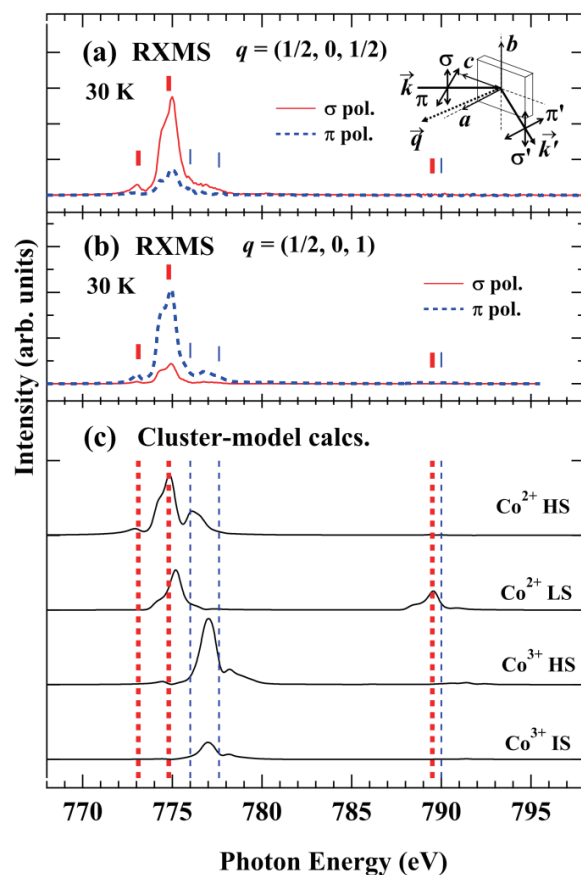 (a) RXMS q = (1/2, 0, 1/2)
30 K
σ pol.
π pol.
b
σ
c
k
π
a
q
π'
σ'
k'
(b) RXMS q = (1/2, 0, 1)
30 K
σ pol.
π pol.
Intensity (arb. units)
(c) Cluster-model calcs.
Co2+ HS
Co2+ LS
Co3+ HS
Co3+ IS
770 775 780 785 790 795
Photon Energy (eV)